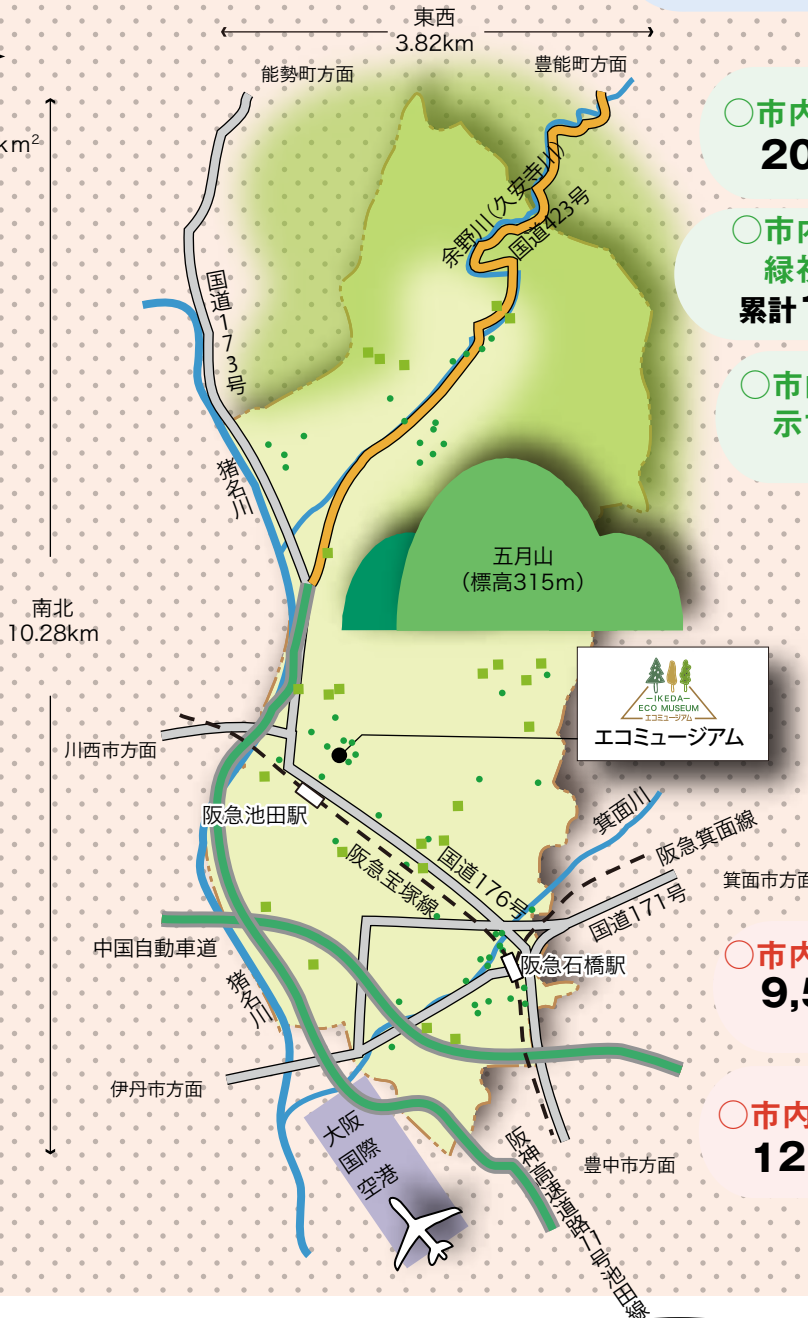 東西
3.82km
能勢町方面
豊能町方面
km²
○市内
20
余野川(久安寺川)
国道423号
○市内
緑社
累計1
国道173号
○市内
示す
猪名川
五月山
(標高315m)
南北
10.28km
IKEDA
ECO MUSEUM
エコミュージアム
エコミュージアム
川西市方面
阪急池田駅
箕面川
阪急箕面線
国道176号
阪急宝塚線
箕面市方面
国道171号
中国自動車道
阪急石橋駅
○市内
9,5
猪名川
伊丹市方面
○市内
12
大阪
国際
空港
豊中市方面
阪神高速道路11号池田線